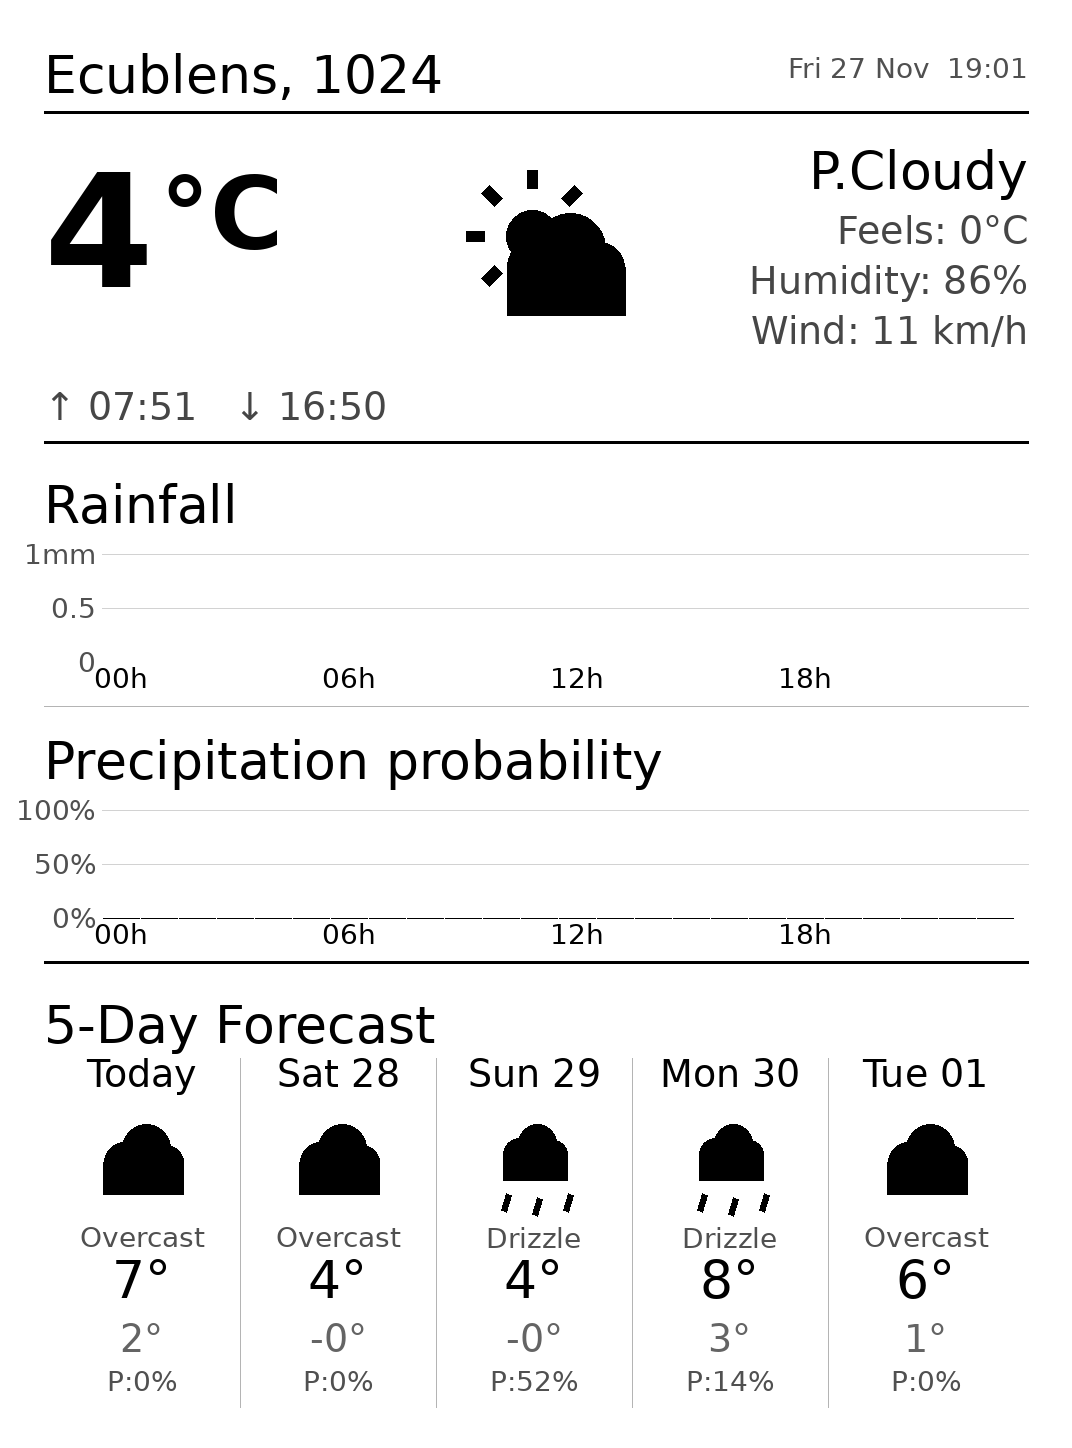 Ecublens, 1024
Fri 27 Nov  19:01
4°C
P.Cloudy
Feels: 0°C
Humidity: 86%
Wind: 11 km/h
↑ 07:51   ↓ 16:50
Rainfall
1mm
0.5
0
00h 06h 12h 18h
Precipitation probability
100%
50%
0%
00h 06h 12h 18h
5-Day Forecast
Today Sat 28 Sun 29 Mon 30 Tue 01
Overcast Overcast Drizzle Drizzle Overcast
7° 4° 4° 8° 6°
2° -0° -0° 3° 1°
P:0% P:0% P:52% P:14% P:0%